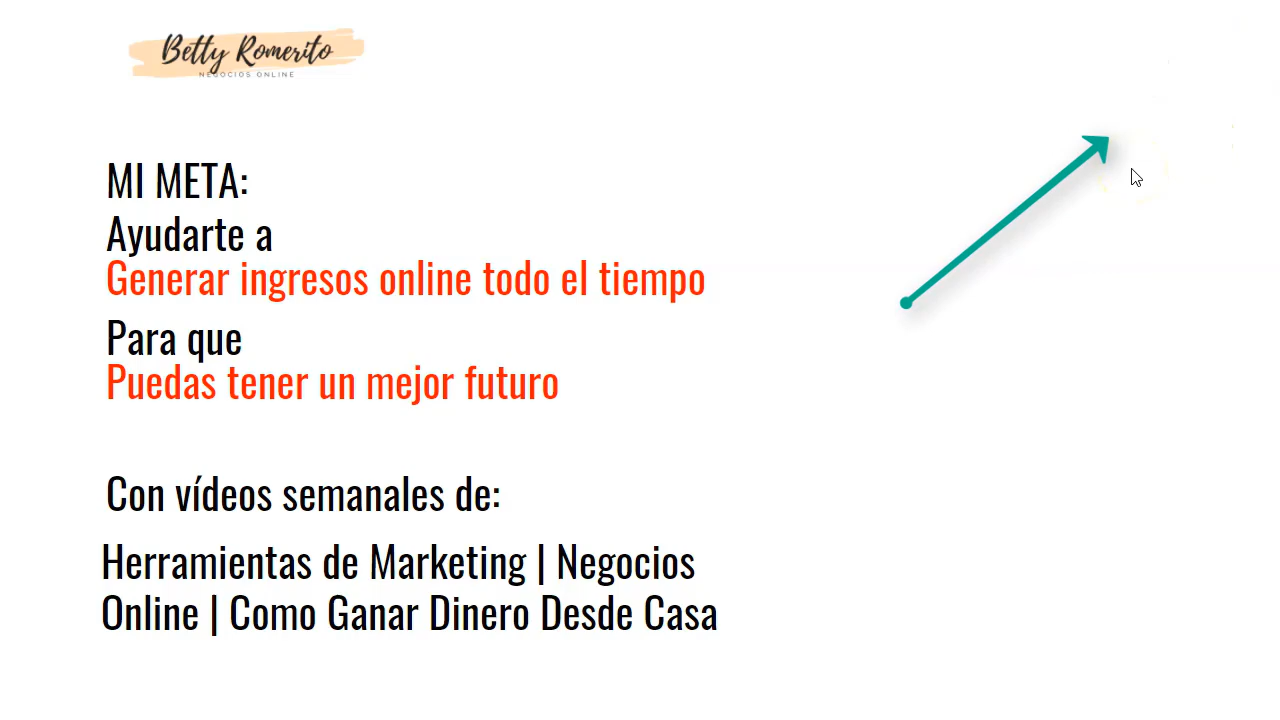 Betty Romerito
NEGOCIOS ONLINE
MI META:
Ayudarte a
Generar ingresos online todo el tiempo
Para que
Puedas tener un mejor futuro
Con vídeos semanales de:
Herramientas de Marketing | Negocios
Online | Como Ganar Dinero Desde Casa